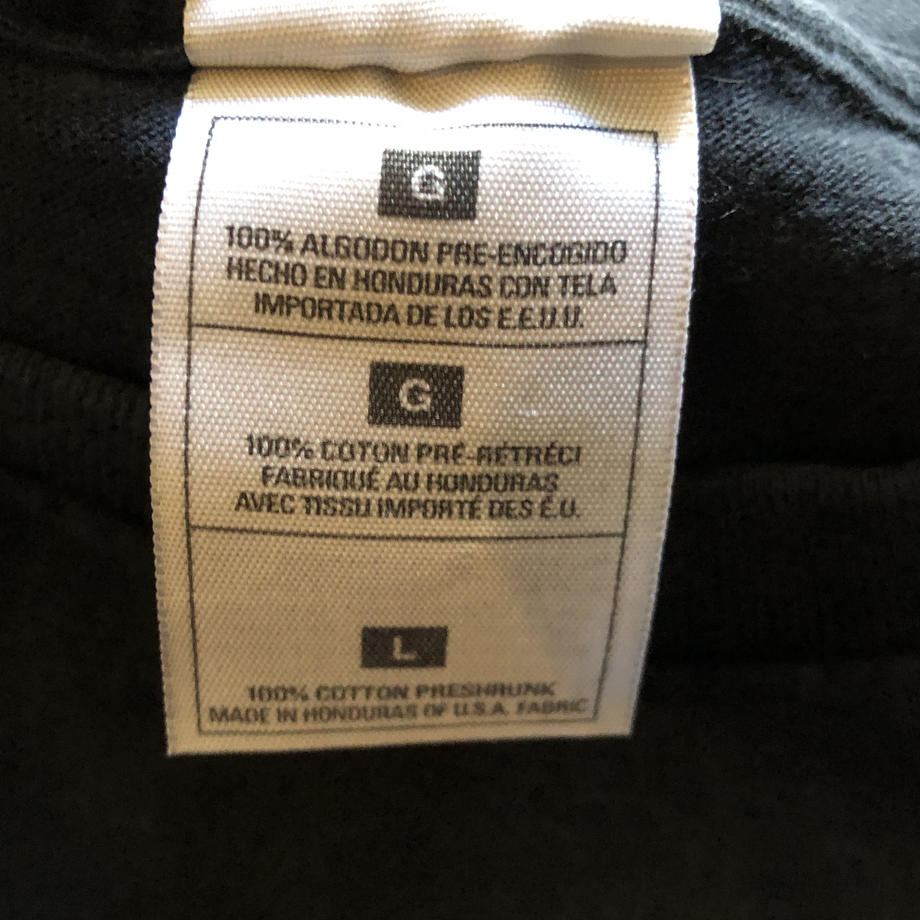 G
100% ALGODON PRE-ENCOGIDO
HECHO EN HONDURAS CON TELA
IMPORTADA DE LOS E.E.U.U.
G
100% COTON PRÉ-RÉTRÉCI
FABRIQUÉ AU HONDURAS
AVEC TISSU IMPORTÉ DES É.U.
L
100% COTTON PRESHRUNK
MADE IN HONDURAS OF U.S.A. FABRIC